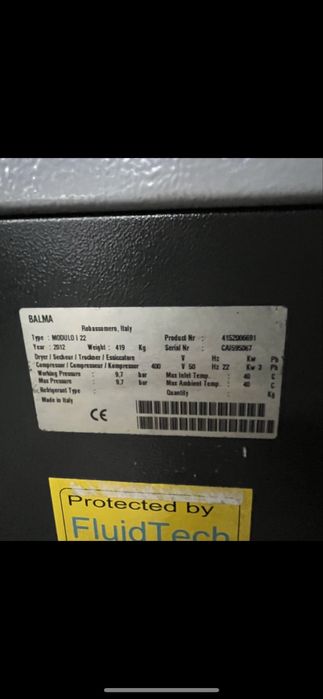 BALMA
Robassomero, Italy
Type : MODULO I 22 Product Nr : 4152006691
Year : 2012 Weight : 419 Kg Serial Nr : CAI595067
Dryer / Secheur / Trockner / Essiccatore V Hz Kw Ph
Compressor / Compresseur / Kompressor 400 V 50 Hz 22 Kw 3 Ph
Working Pressure : 9,7 bar Max Inlet Temp. : 40 C
Max Pressure : 9,7 bar Max Ambient Temp. : 40 C
Refrigerant Type : Quantity : Kg
Made in Italy
CE
Protected by
FluidTech